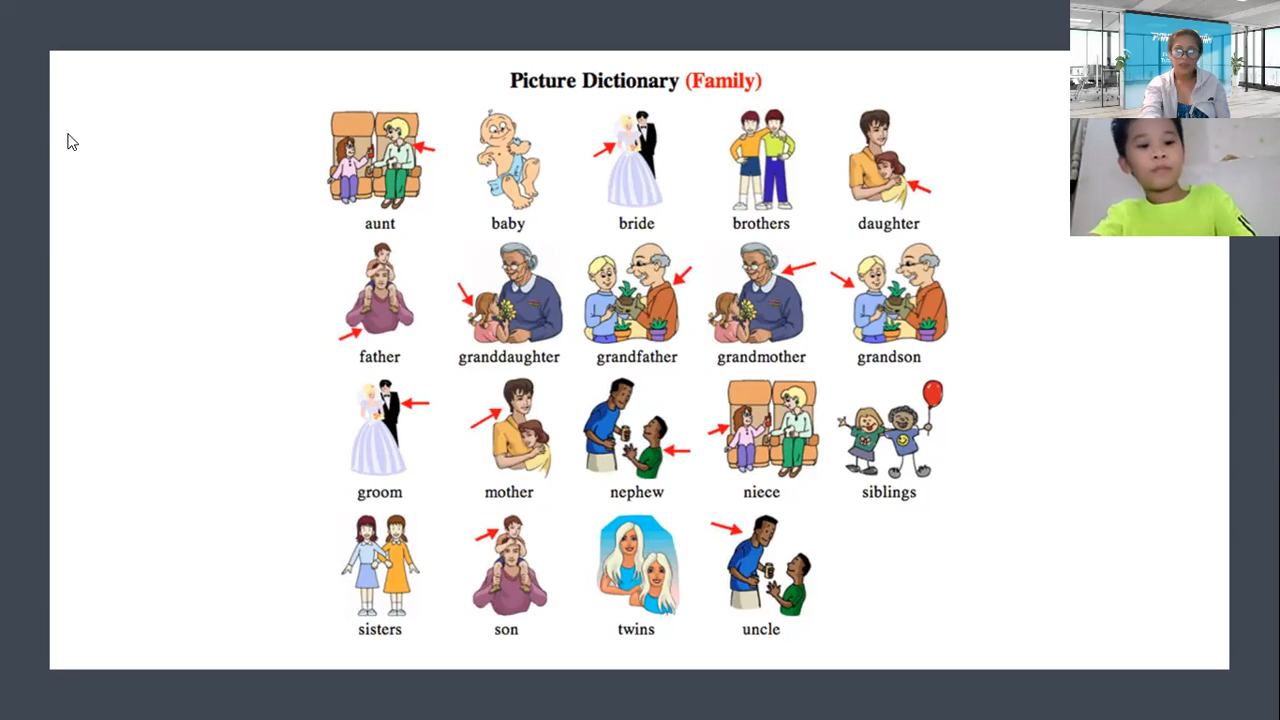 Picture Dictionary (Family)
aunt baby bride brothers daughter
father granddaughter grandfather grandmother grandson
groom mother nephew niece siblings
sisters son twins uncle